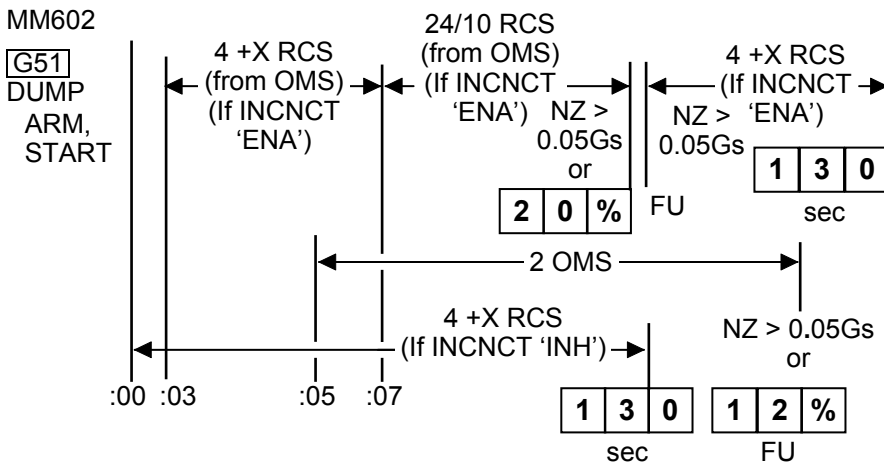 MM602
G51
DUMP
ARM,
START
4 +X RCS
(from OMS)
(If INCNCT
'ENA')
24/10 RCS
(from OMS)
(If INCNCT
'ENA') NZ >
0.05Gs
or
2 0 % FU
4 +X RCS
(If INCNCT
NZ > 'ENA')
0.05Gs
1 3 0
sec
2 OMS
4 +X RCS
(If INCNCT 'INH')
NZ > 0.05Gs
or
:00 :03 :05 :07
1 3 0 1 2 %
sec FU